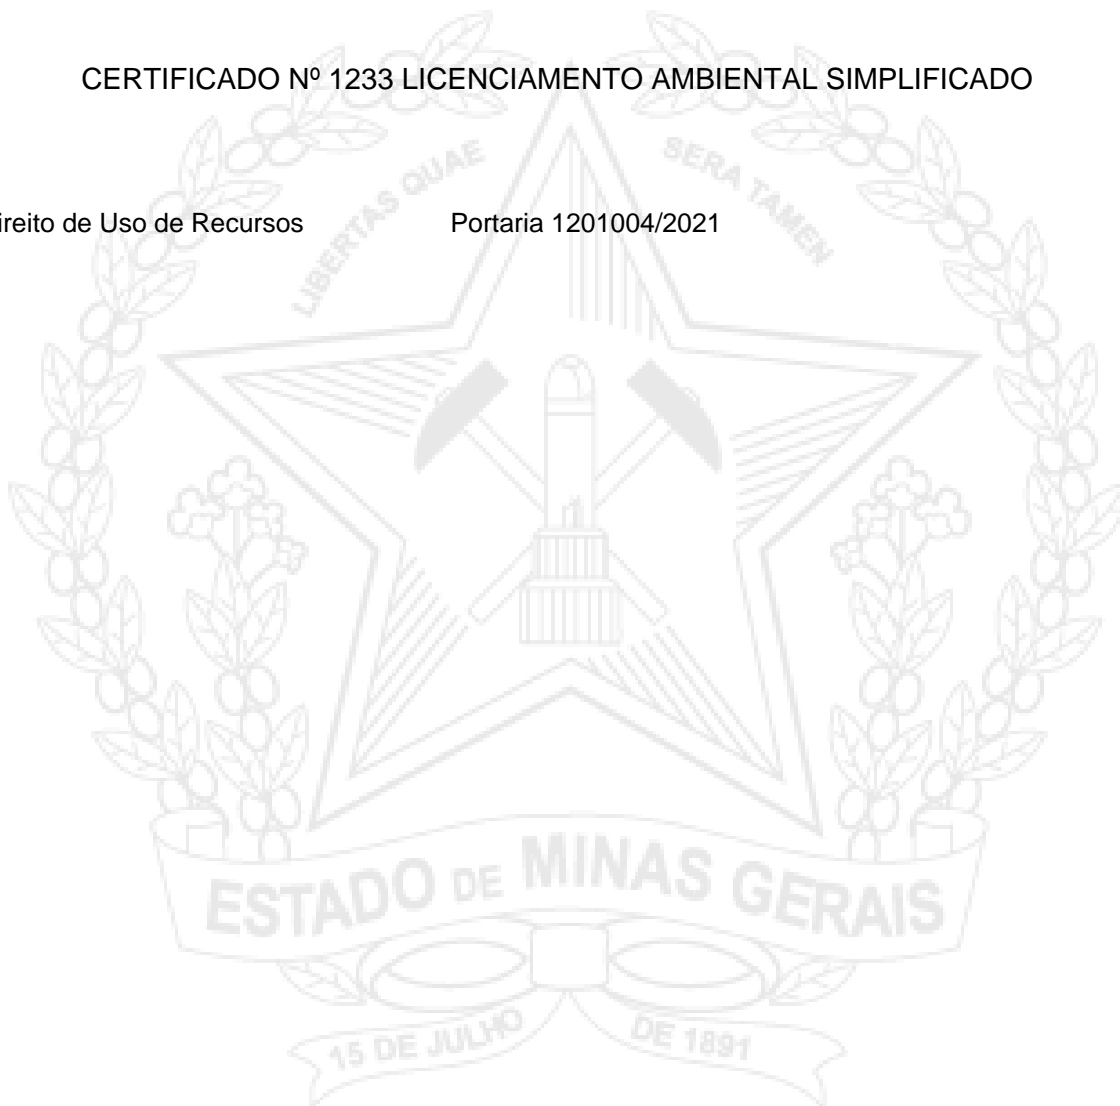 CERTIFICADO Nº 1233 LICENCIAMENTO AMBIENTAL SIMPLIFICADO
LIBERTAS QUAE SERA TAMEN
ireito de Uso de Recursos Portaria 1201004/2021
ESTADO DE MINAS GERAIS
15 DE JULHO DE 1891